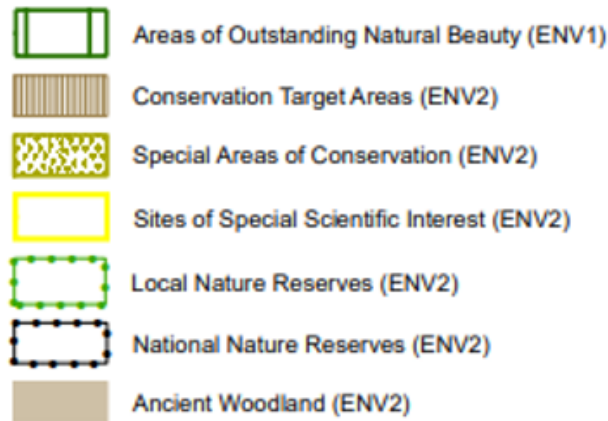 Areas of Outstanding Natural Beauty (ENV1)
Conservation Target Areas (ENV2)
Special Areas of Conservation (ENV2)
Sites of Special Scientific Interest (ENV2)
Local Nature Reserves (ENV2)
National Nature Reserves (ENV2)
Ancient Woodland (ENV2)